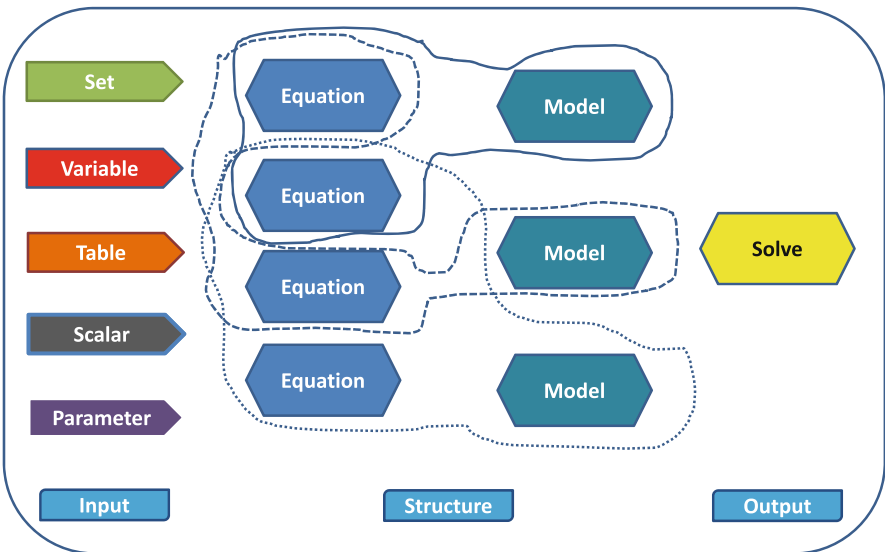 Set
Variable
Table
Scalar
Parameter
Equation
Equation
Equation
Equation
Model
Model
Model
Solve
Input
Structure
Output